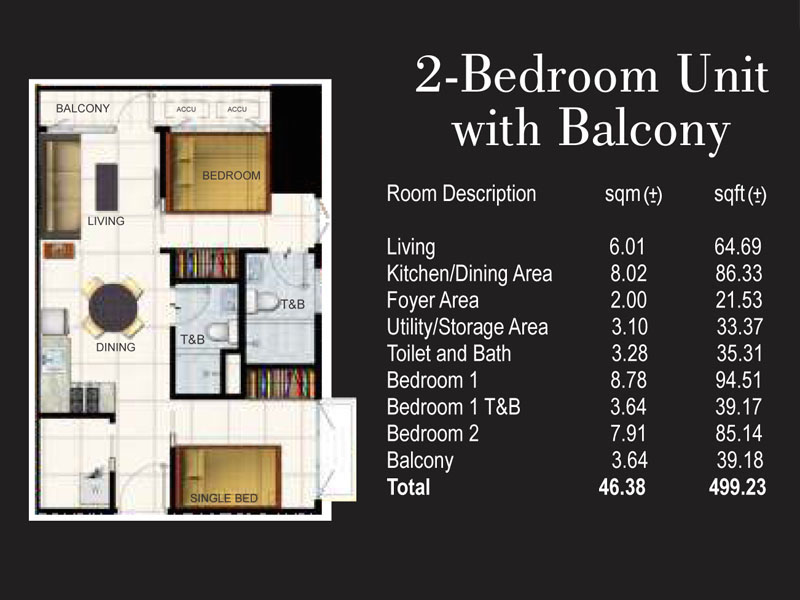 2-Bedroom Unit
with Balcony
Room Description sqm (±) sqft (±)
Living 6.01 64.69
Kitchen/Dining Area 8.02 86.33
Foyer Area 2.00 21.53
Utility/Storage Area 3.10 33.37
Toilet and Bath 3.28 35.31
Bedroom 1 8.78 94.51
Bedroom 1 T&B 3.64 39.17
Bedroom 2 7.91 85.14
Balcony 3.64 39.18
Total 46.38 499.23
BALCONY
ACCU ACCU
BEDROOM
LIVING
T&B
T&B
DINING
W
SINGLE BED